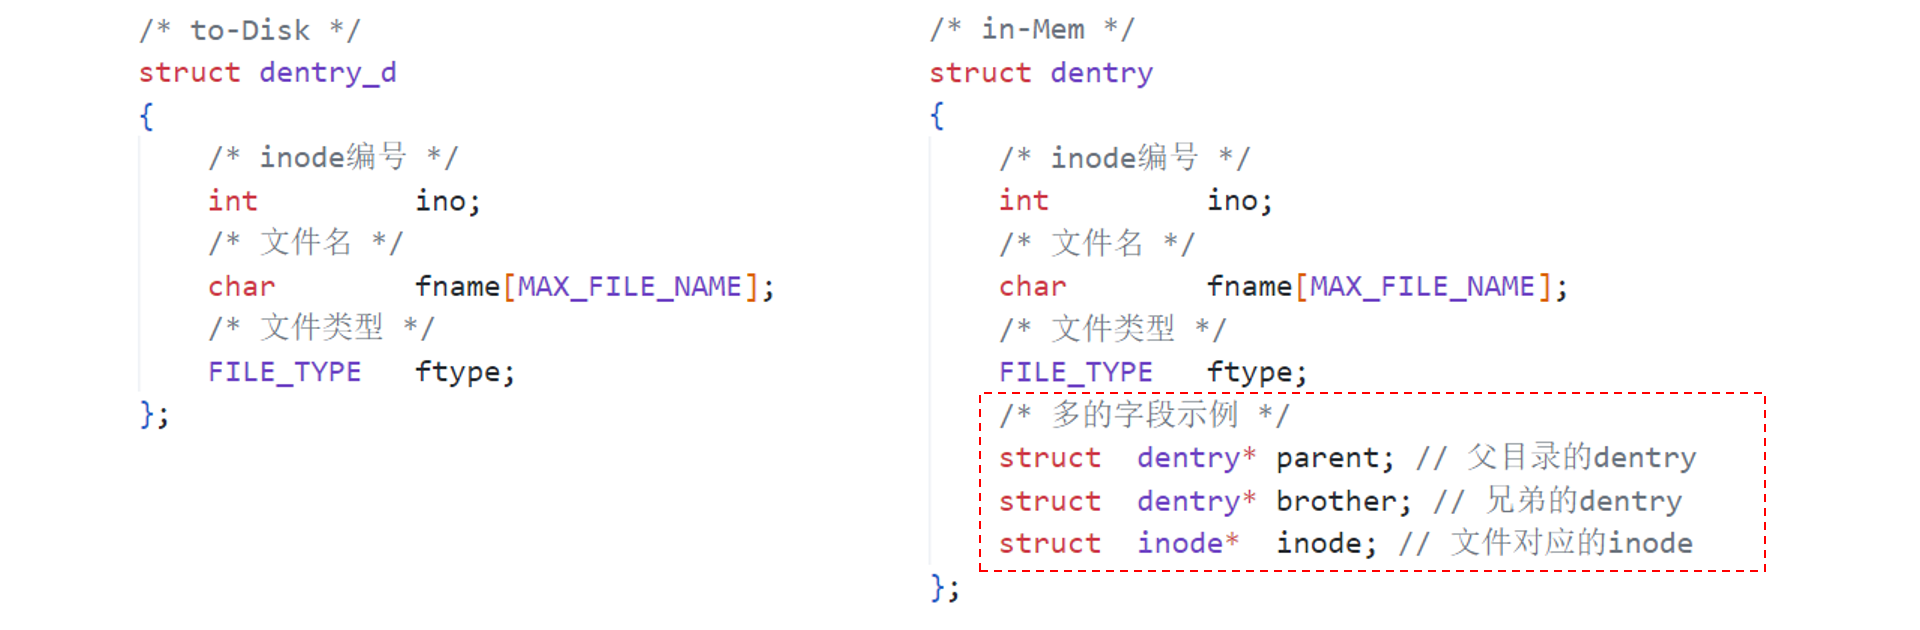 /* to-Disk */
struct dentry_d
{
    /* inode编号 */
    int         ino;
    /* 文件名 */
    char        fname[MAX_FILE_NAME];
    /* 文件类型 */
    FILE_TYPE   ftype;
};
/* in-Mem */
struct dentry
{
    /* inode编号 */
    int         ino;
    /* 文件名 */
    char        fname[MAX_FILE_NAME];
    /* 文件类型 */
    FILE_TYPE   ftype;
    /* 多的字段示例 */
    struct  dentry* parent; // 父目录的dentry
    struct  dentry* brother; // 兄弟的dentry
    struct  inode*  inode; // 文件对应的inode
};